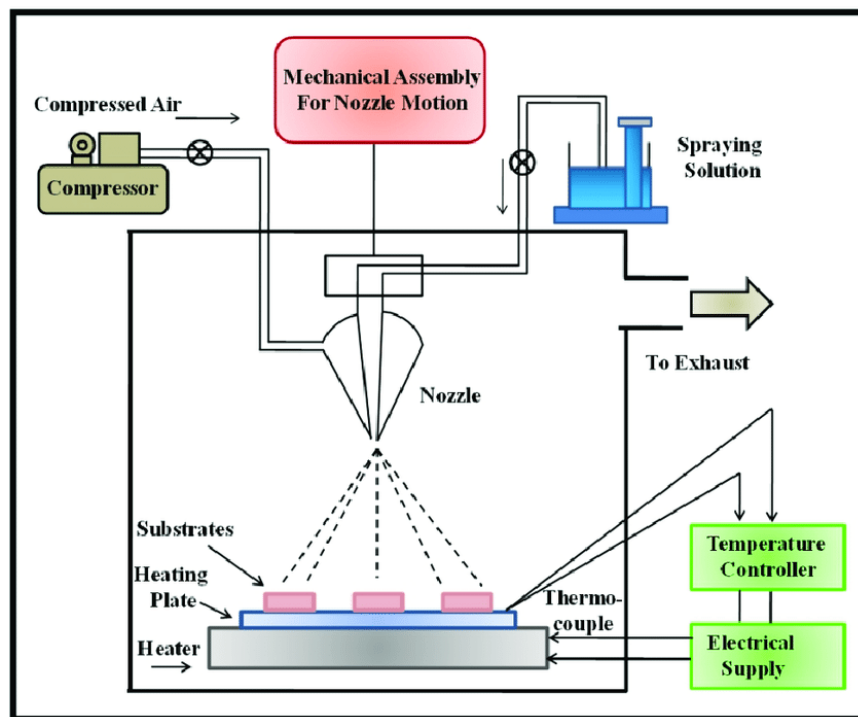 Mechanical Assembly
For Nozzle Motion
Compressed Air
Compressor
Spraying
Solution
To Exhaust
Nozzle
Substrates
Heating
Plate
Heater
Thermo-
couple
Temperature
Controller
Electrical
Supply